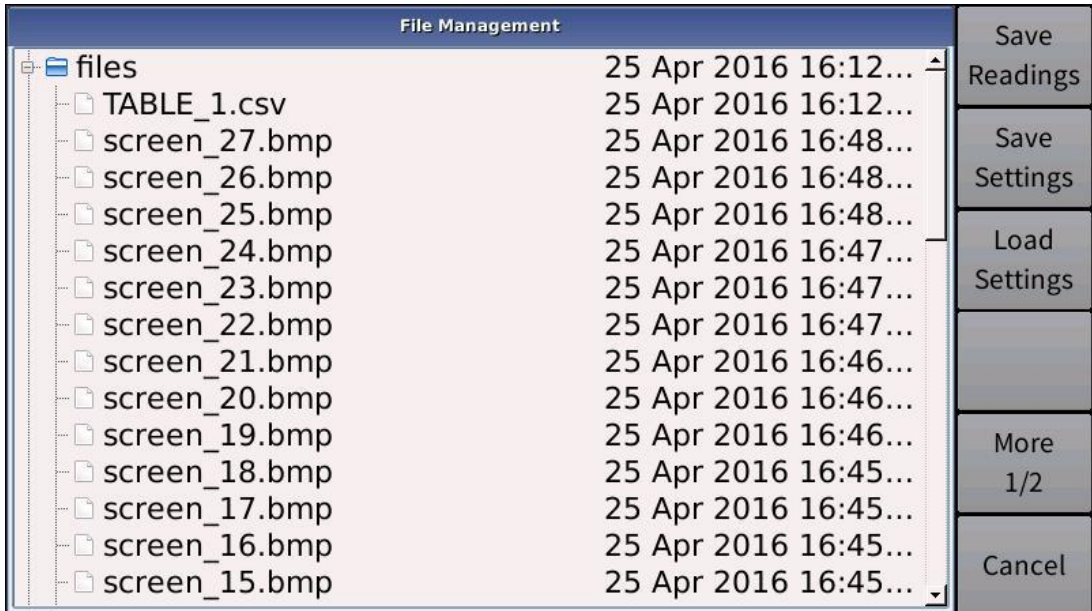 File Management
files 25 Apr 2016 16:12...
TABLE_1.csv 25 Apr 2016 16:12...
screen_27.bmp 25 Apr 2016 16:48...
screen_26.bmp 25 Apr 2016 16:48...
screen_25.bmp 25 Apr 2016 16:48...
screen_24.bmp 25 Apr 2016 16:47...
screen_23.bmp 25 Apr 2016 16:47...
screen_22.bmp 25 Apr 2016 16:47...
screen_21.bmp 25 Apr 2016 16:46...
screen_20.bmp 25 Apr 2016 16:46...
screen_19.bmp 25 Apr 2016 16:46...
screen_18.bmp 25 Apr 2016 16:45...
screen_17.bmp 25 Apr 2016 16:45...
screen_16.bmp 25 Apr 2016 16:45...
screen_15.bmp 25 Apr 2016 16:45...
Save
Readings
Save
Settings
Load
Settings
More
1/2
Cancel